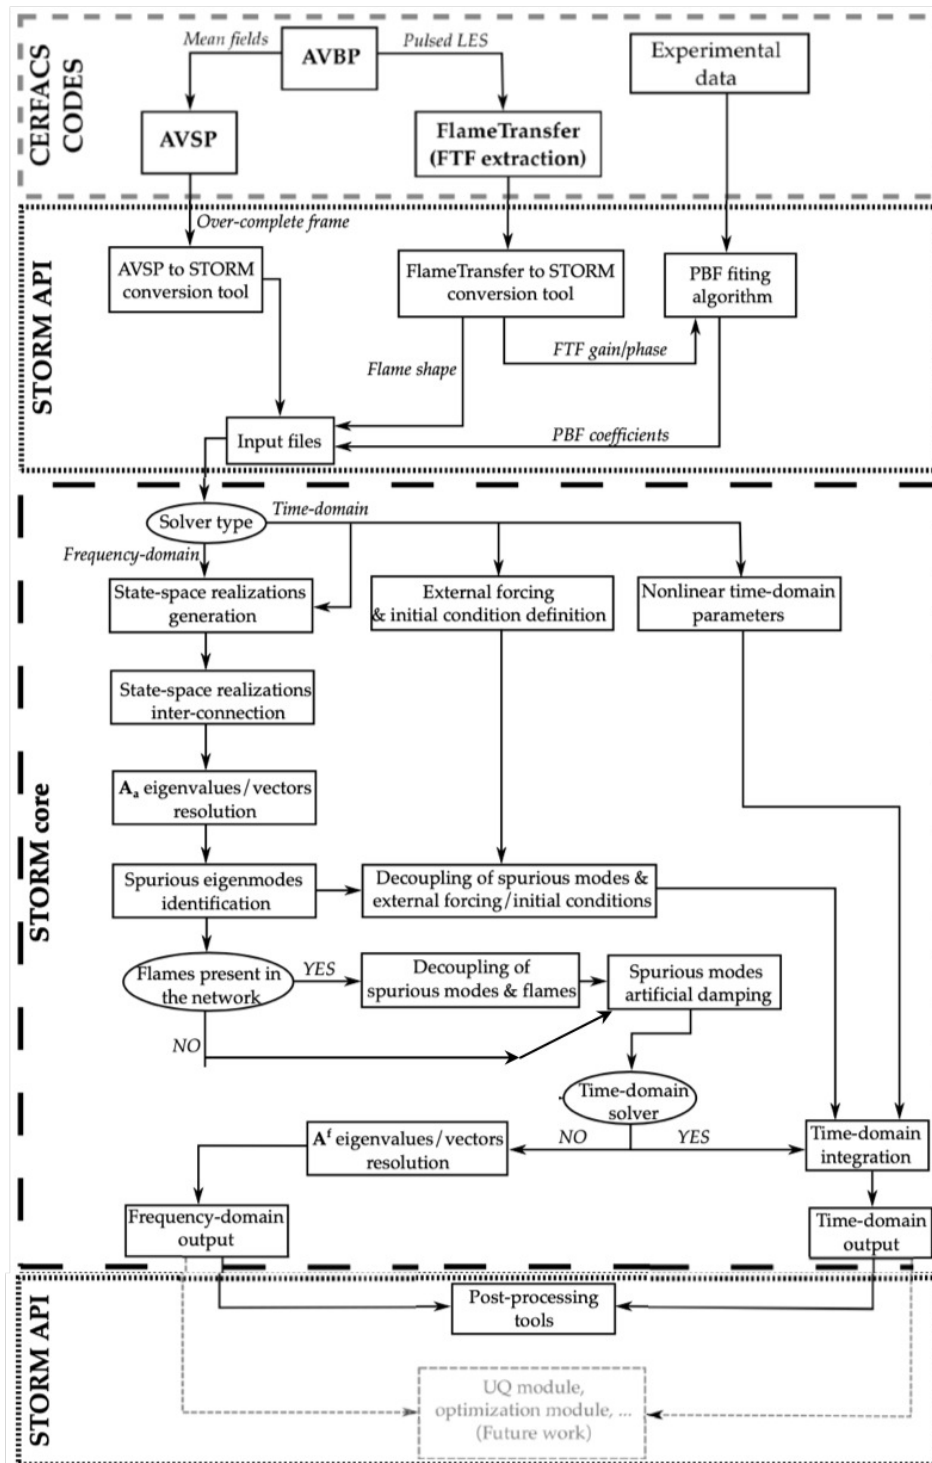 CERFACS
CODES
Mean fields
AVBP
Pulsed LES
Experimental
data
AVSP
FlameTransfer
(FTF extraction)
STORM API
Over-complete frame
AVSP to STORM
conversion tool
FlameTransfer to STORM
conversion tool
PBF fiting
algorithm
FTF gain/phase
Flame shape
Input files
PBF coefficients
STORM core
Solver type
Time-domain
Frequency-domain
State-space realizations
generation
External forcing
& initial condition definition
Nonlinear time-domain
parameters
State-space realizations
inter-connection
Aa eigenvalues/vectors
resolution
Spurious eigenmodes
identification
Decoupling of spurious modes &
external forcing/initial conditions
Flames present in
the network
YES
Decoupling of
spurious modes & flames
Spurious modes
artificial damping
NO
Time-domain
solver
NO
YES
Af eigenvalues/vectors
resolution
Time-domain
integration
Frequency-domain
output
Time-domain
output
STORM API
Post-processing
tools
UQ module,
optimization module, ...
(Future work)